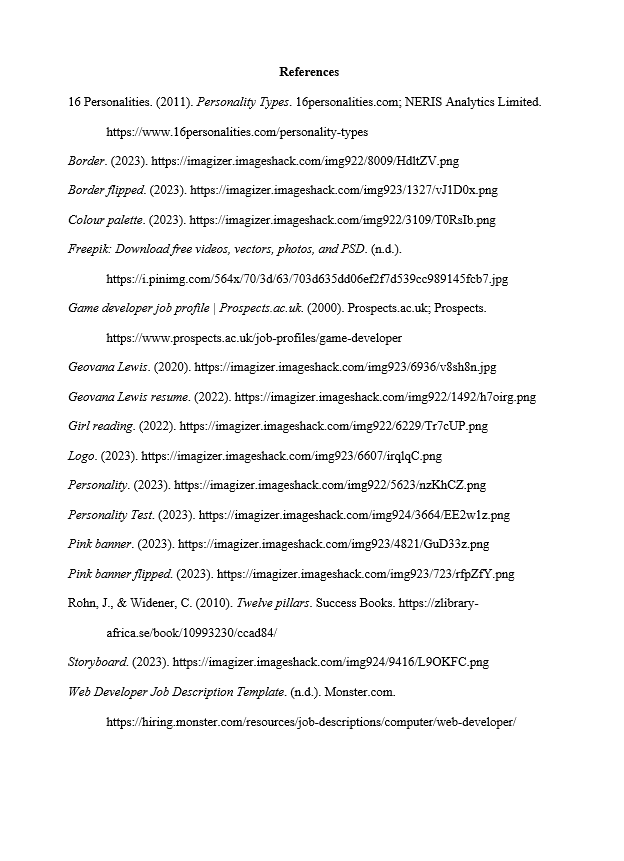 References
16 Personalities. (2011). Personality Types. 16personalities.com; NERIS Analytics Limited.
https://www.16personalities.com/personality-types
Border. (2023). https://imagizer.imageshack.com/img922/8009/HdltZV.png
Border flipped. (2023). https://imagizer.imageshack.com/img923/1327/vJ1D0x.png
Colour palette. (2023). https://imagizer.imageshack.com/img922/3109/T0RsIb.png
Freepik: Download free videos, vectors, photos, and PSD. (n.d.).
https://i.pinimg.com/564x/70/3d/63/703d635dd06ef2f7d539cc989145fcb7.jpg
Game developer job profile | Prospects.ac.uk. (2000). Prospects.ac.uk; Prospects.
https://www.prospects.ac.uk/job-profiles/game-developer
Geovana Lewis. (2020). https://imagizer.imageshack.com/img923/6936/v8sh8n.jpg
Geovana Lewis resume. (2022). https://imagizer.imageshack.com/img922/1492/h7oirg.png
Girl reading. (2022). https://imagizer.imageshack.com/img922/6229/Tr7cUP.png
Logo. (2023). https://imagizer.imageshack.com/img923/6607/irqlqC.png
Personality. (2023). https://imagizer.imageshack.com/img922/5623/nzKhCZ.png
Personality Test. (2023). https://imagizer.imageshack.com/img924/3664/EE2w1z.png
Pink banner. (2023). https://imagizer.imageshack.com/img923/4821/GuD33z.png
Pink banner flipped. (2023). https://imagizer.imageshack.com/img923/723/rfpZfY.png
Rohn, J., & Widener, C. (2010). Twelve pillars. Success Books. https://zlibrary-
africa.se/book/10993230/ccad84/
Storyboard. (2023). https://imagizer.imageshack.com/img924/9416/L9OKFC.png
Web Developer Job Description Template. (n.d.). Monster.com.
https://hiring.monster.com/resources/job-descriptions/computer/web-developer/